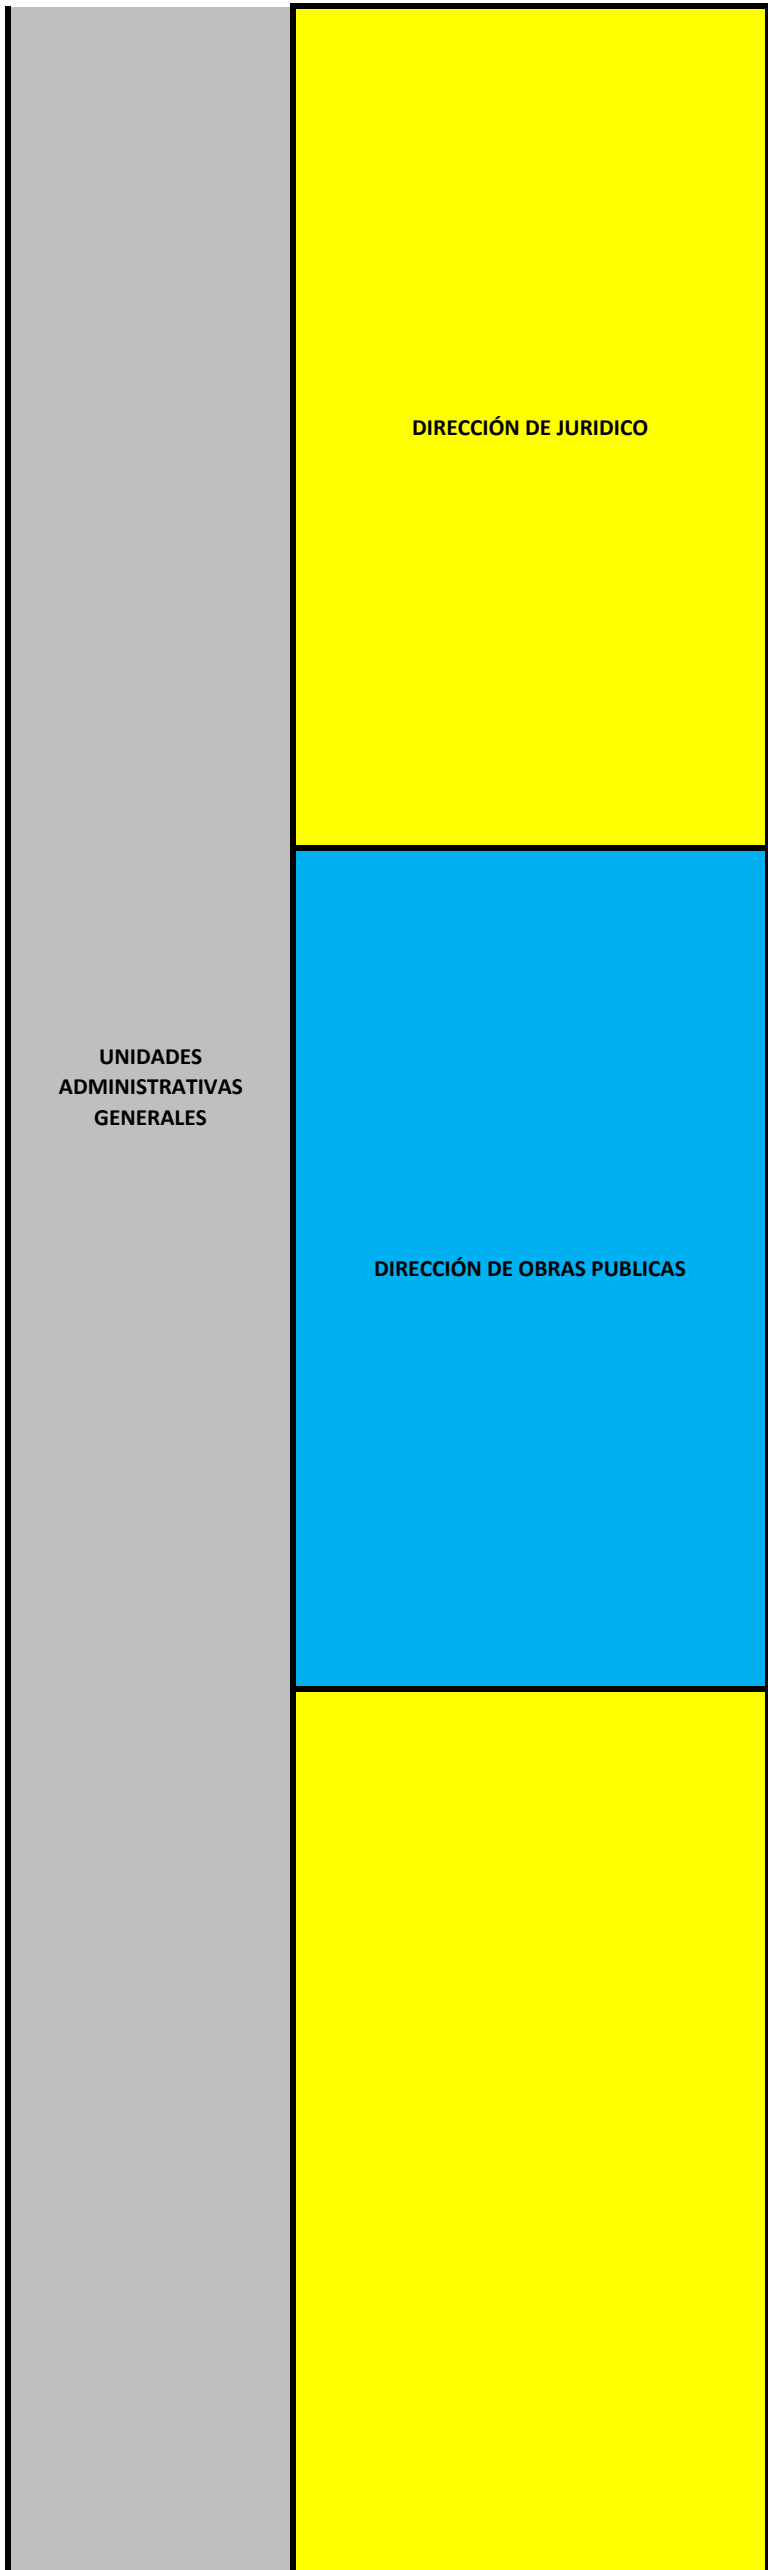 DIRECCIÓN DE JURIDICO
UNIDADES
ADMINISTRATIVAS
GENERALES
DIRECCIÓN DE OBRAS PUBLICAS